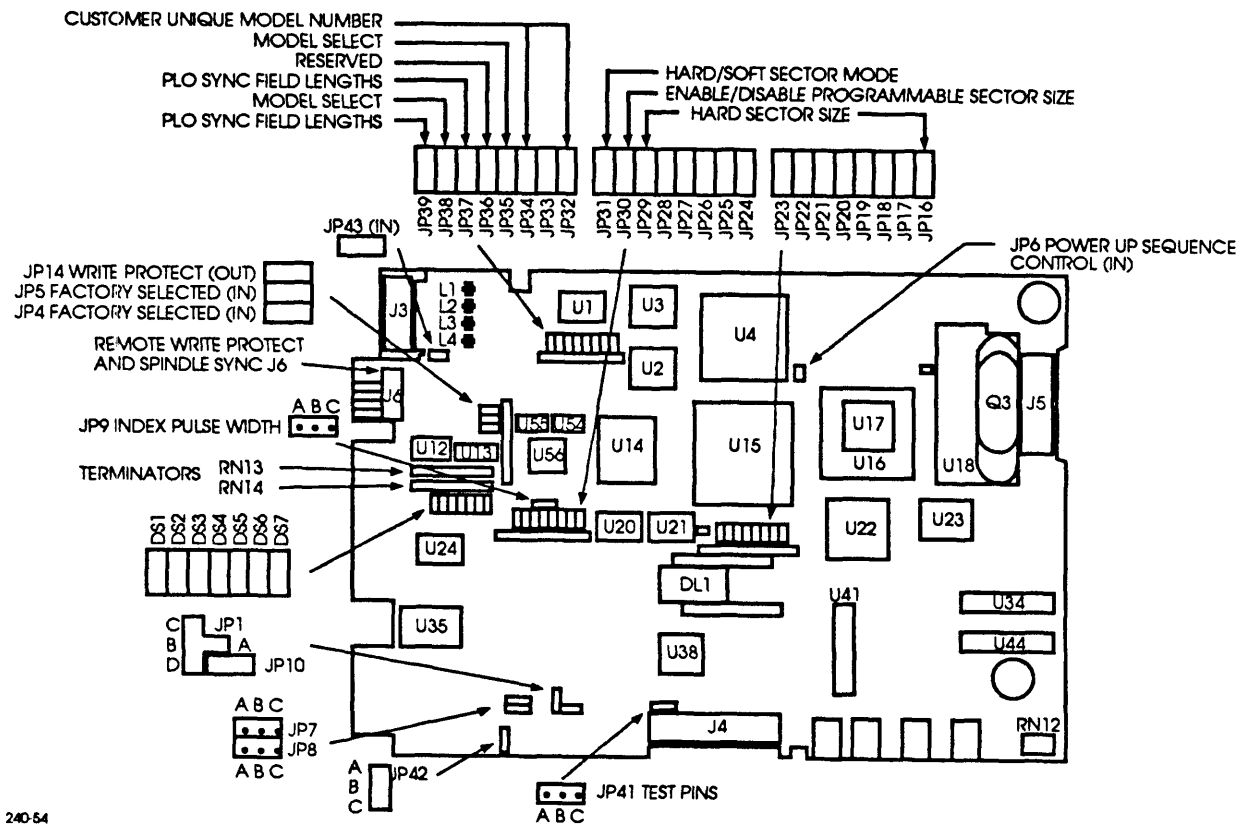 CUSTOMER UNIQUE MODEL NUMBER
MODEL SELECT
RESERVED
PLO SYNC FIELD LENGTHS
MODEL SELECT
PLO SYNC FIELD LENGTHS
HARD/SOFT SECTOR MODE
ENABLE/DISABLE PROGRAMMABLE SECTOR SIZE
HARD SECTOR SIZE
JP39
JP38
JP37
JP36
JP35
JP34
JP33
JP32
JP31
JP30
JP29
JP28
JP27
JP26
JP25
JP24
JP23
JP22
JP21
JP20
JP19
JP18
JP17
JP16
JP43 (IN)
JP6 POWER UP SEQUENCE
CONTROL (IN)
JP14 WRITE PROTECT (OUT)
JP5 FACTORY SELECTED (IN)
JP4 FACTORY SELECTED (IN)
REMOTE WRITE PROTECT
AND SPINDLE SYNC J6
A B C
JP9 INDEX PULSE WIDTH
TERMINATORS RN13
RN14
DS1
DS2
DS3
DS4
DS5
DS6
DS7
J3
L1
L2
L3
L4
U1
U3
U4
U2
J6
U12
U13
U55
U54
U56
U14
U15
U17
U16
U18
Q3
J5
U20
U21
U22
U23
U24
DL1
U41
U34
U35
U38
U44
C
JP1
B
A
D
JP10
A B C
JP7
JP8
A B C
J4
RN12
A
B
C
JP42
JP41 TEST PINS
A B C
240-54